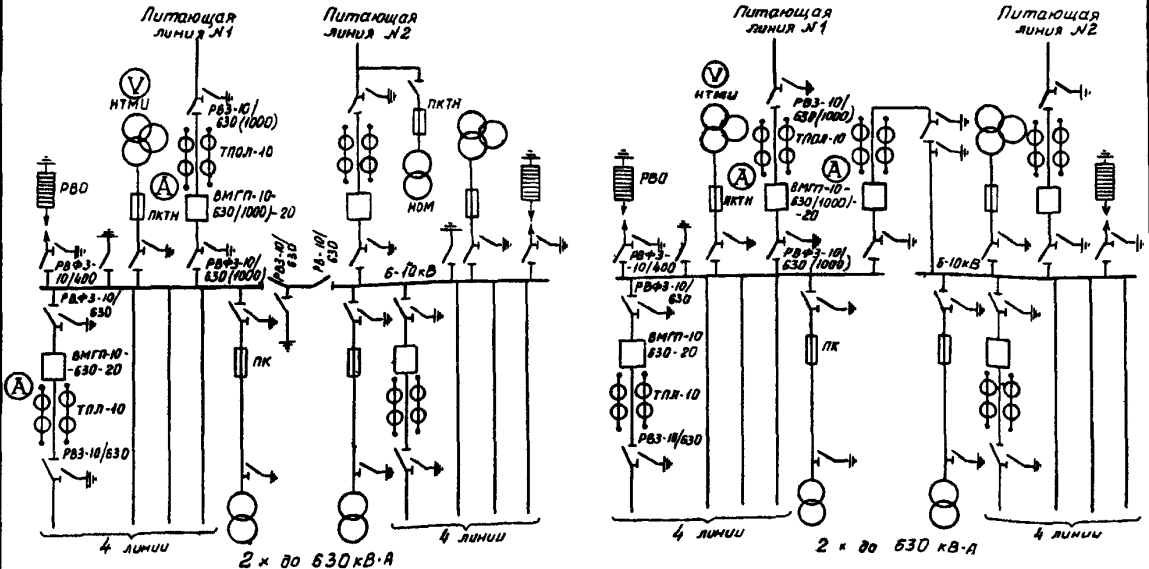 Питающая
линия №1
Питающая
линия №2
V
НТМИ
РВЗ-10/
630(1000)
ПКТН
ТПОЛ-10
РВО
А
ПКТН
ВМГП-10-
630/1000/-20
НОМ
РВФЗ-
10/400
РВФЗ-10/
630(1000)
РВЗ-10/
630
РВ-10/
630
6-10кВ
РВФЗ-10/
630
ВМГП-10-
-630-20
ПК
А
ТПЛ-10
РВЗ-10/630
4 линии
4 линии
2 х до 630 кВ·А
Питающая
линия №1
Питающая
линия №2
V
НТМИ
РВЗ-10/
630(1000)
ТПОЛ-10
РВО
А
А
ПКТН
ВМГП-10-
630/1000/-
-20
РВФЗ-
-10/400
РВФЗ-10/
630(1000)
6-10кВ
РВФЗ-10/
630
ВМГП-10
-630-20
ПК
ТПЛ-10
А
РВЗ-10/630
4 линии
4 линии
2 х до 630 кВ·А